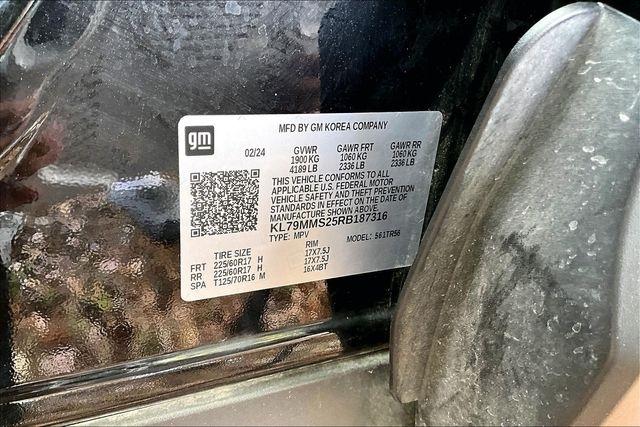 gm
MFD BY GM KOREA COMPANY
02/24 GVWR GAWR FRT GAWR RR
1900 KG 1060 KG 1060 KG
4189 LB 2336 LB 2336 LB
THIS VEHICLE CONFORMS TO ALL
APPLICABLE U.S. FEDERAL MOTOR
VEHICLE SAFETY AND THEFT PREVENTION
STANDARDS IN EFFECT ON THE DATE OF
MANUFACTURE SHOWN ABOVE.
KL79MMS25RB187316
TYPE: MPV MODEL: 561TR56
TIRE SIZE RIM
FRT 225/60R17 H 17X7.5J
RR 225/60R17 H 17X7.5J
SPA T125/70R16 M 16X4BT